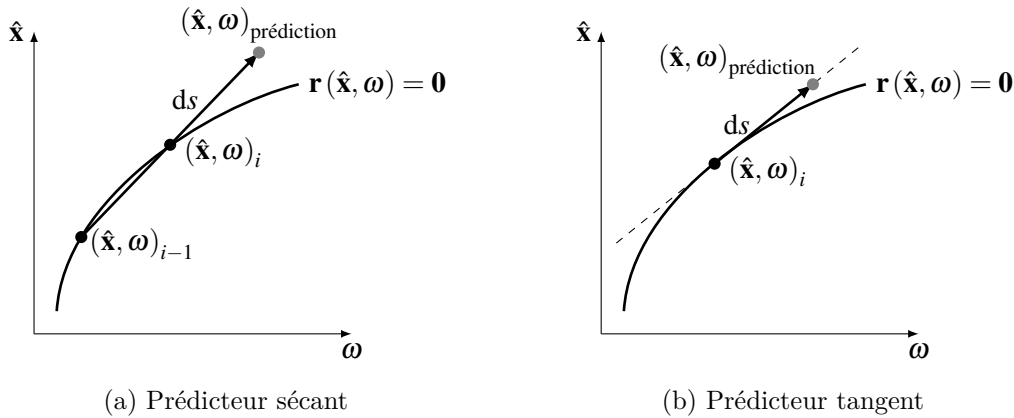 x̂
(x̂, ω)prédiction
ds
r(x̂, ω) = 0
(x̂, ω)i
(x̂, ω)i−1
ω
(a) Prédicteur sécant
x̂
(x̂, ω)prédiction
ds
r(x̂, ω) = 0
(x̂, ω)i
ω
(b) Prédicteur tangent